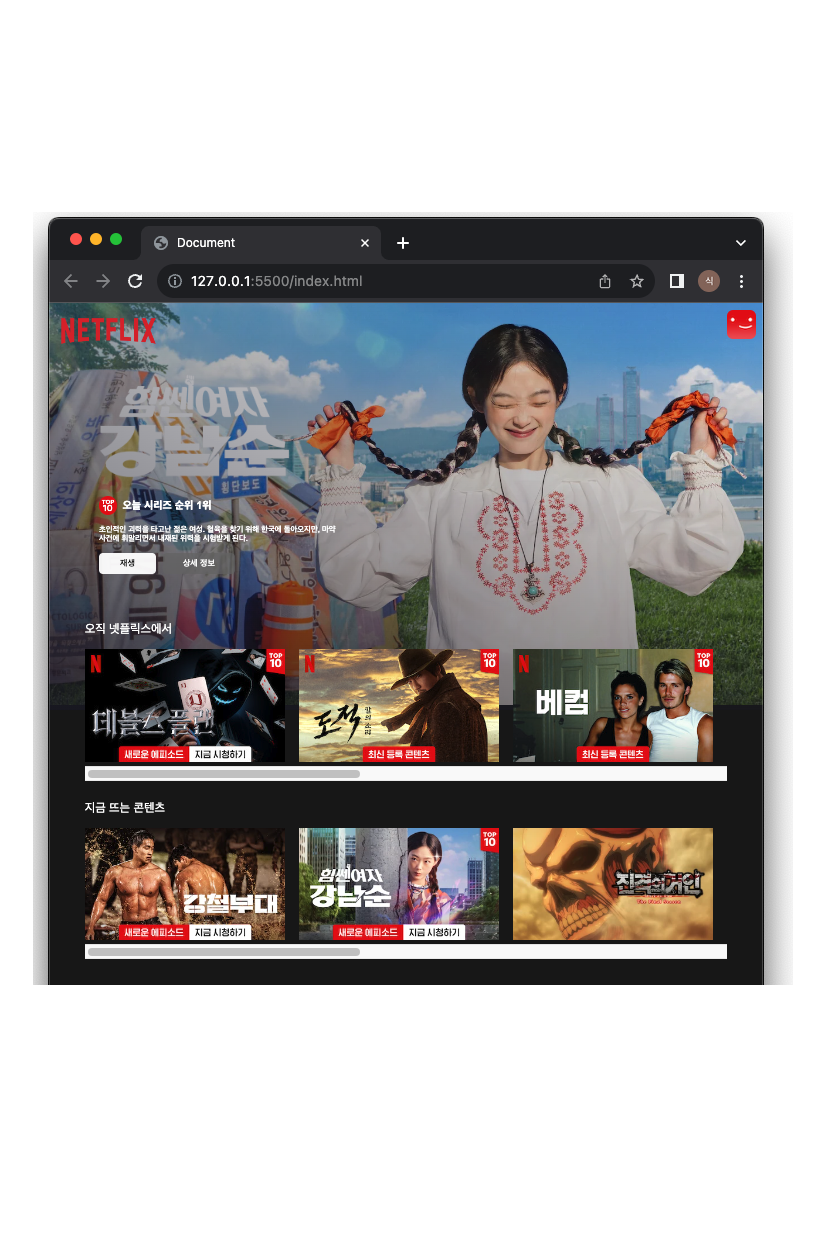 Document
127.0.0.1:5500/index.html
식
NETFLIX
힘쎈여자
강남순
횡단보도
TOP
10
오늘 시리즈 순위 1위
초인적인 괴력을 타고난 젊은 여성. 혈육을 찾기 위해 한국에 돌아오지만, 마약
사건에 휘말리면서 내재된 위력을 시험받게 된다.
재생
상세 정보
오직 넷플릭스에서
N
TOP
10
데블스 플랜
새로운 에피소드
지금 시청하기
N
TOP
10
도적
칼의 소리
최신 등록 콘텐츠
N
TOP
10
베컴
최신 등록 콘텐츠
지금 뜨는 콘텐츠
강철부대
새로운 에피소드
지금 시청하기
TOP
10
힘쎈여자
강남순
새로운 에피소드
지금 시청하기
진격의 거인
The Final Season